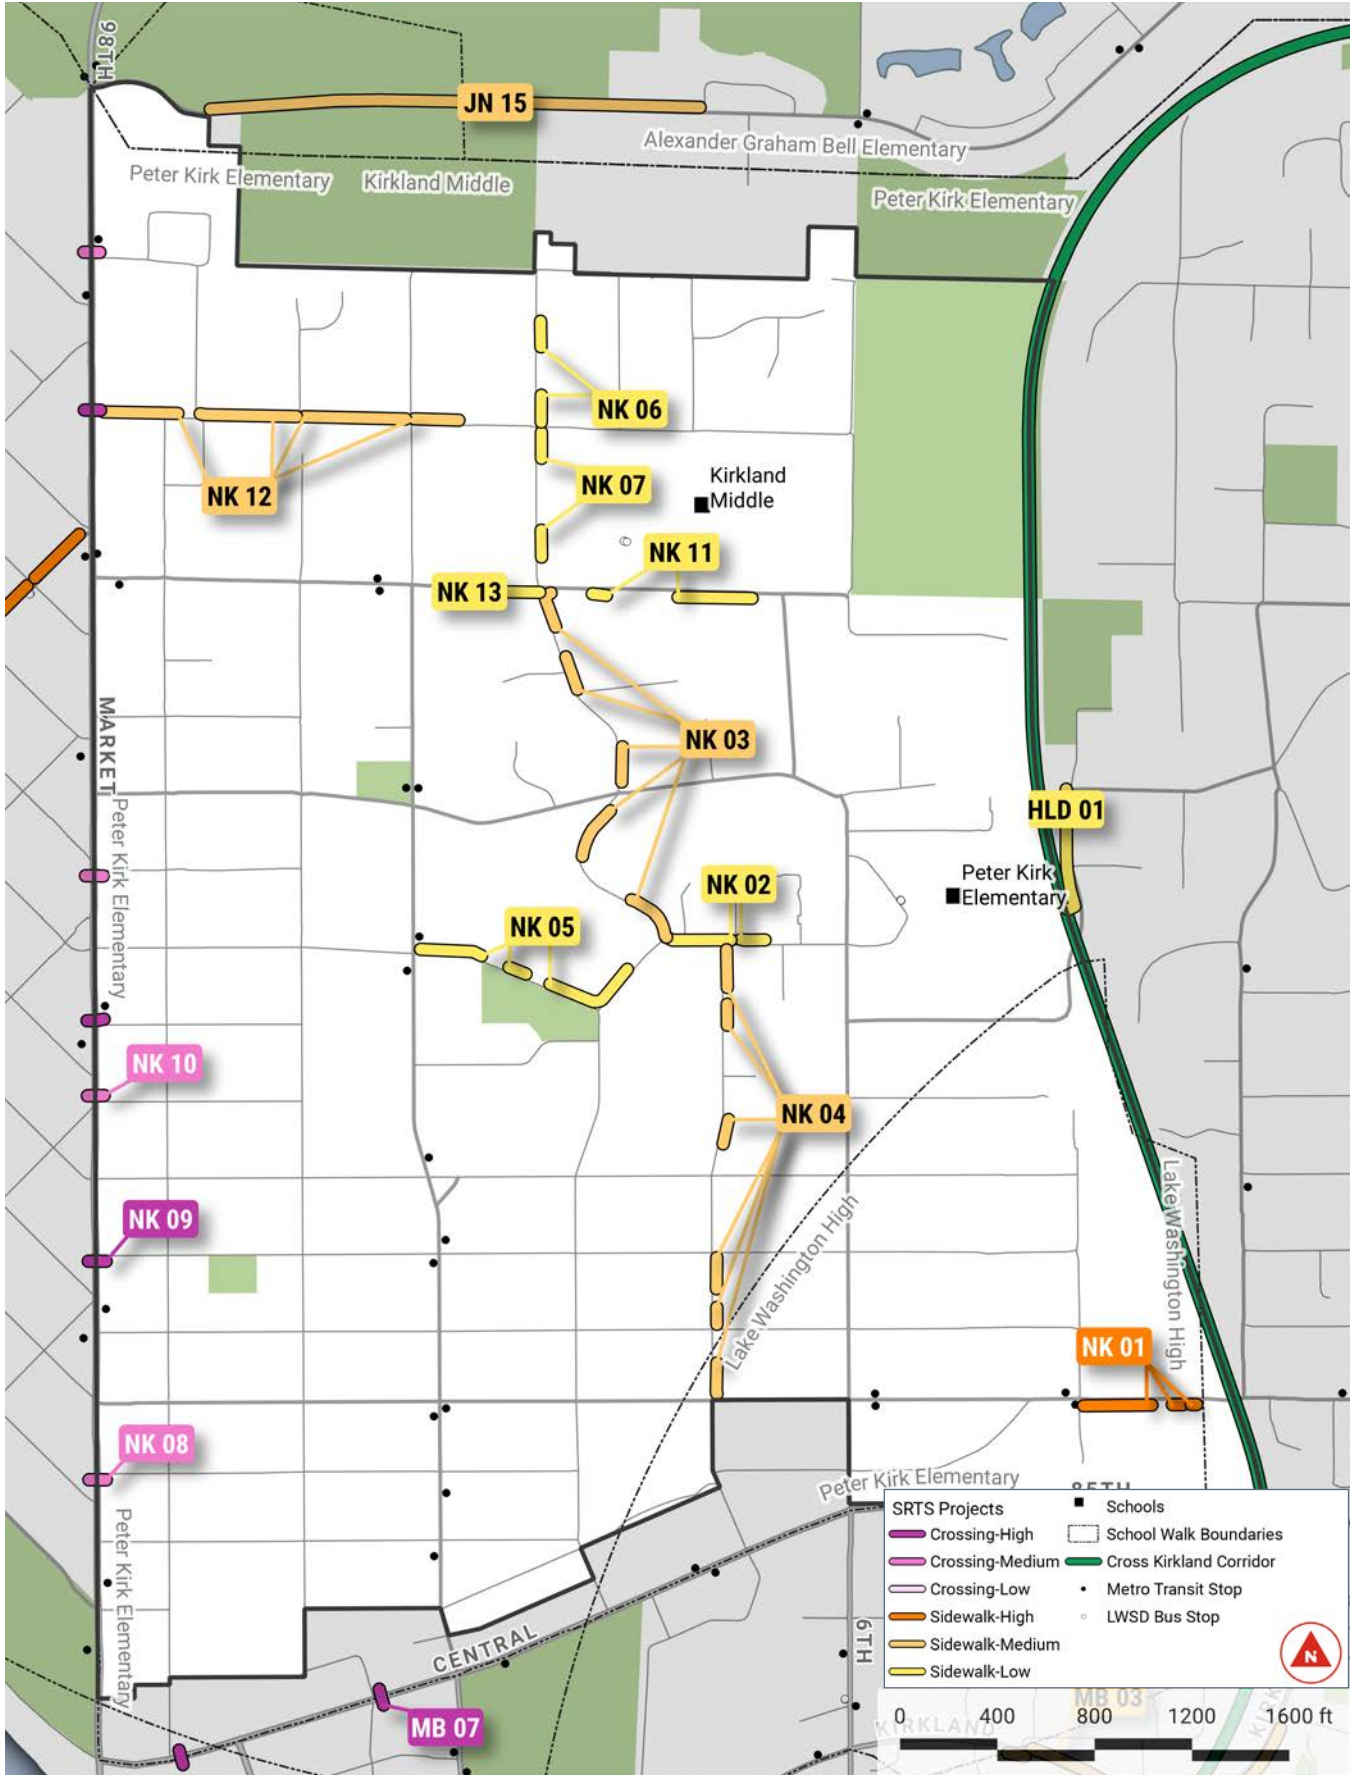 98TH
JN 15
Alexander Graham Bell Elementary
Peter Kirk Elementary
Kirkland Middle
Peter Kirk Elementary
NK 06
NK 12
NK 07
Kirkland
Middle
NK 11
NK 13
MARKET
NK 03
Peter Kirk Elementary
HLD 01
NK 02
Peter Kirk
Elementary
NK 05
NK 10
NK 04
NK 09
Lake Washington High
Lake Washington High
NK 01
NK 08
Peter Kirk Elementary
85TH
Peter Kirk Elementary
CENTRAL
6TH
MB 07
SRTS Projects
Crossing-High
Crossing-Medium
Crossing-Low
Sidewalk-High
Sidewalk-Medium
Sidewalk-Low
Schools
School Walk Boundaries
Cross Kirkland Corridor
Metro Transit Stop
LWSD Bus Stop
N
MB 03
KIRKLAND
KIRK
0 400 800 1200 1600 ft